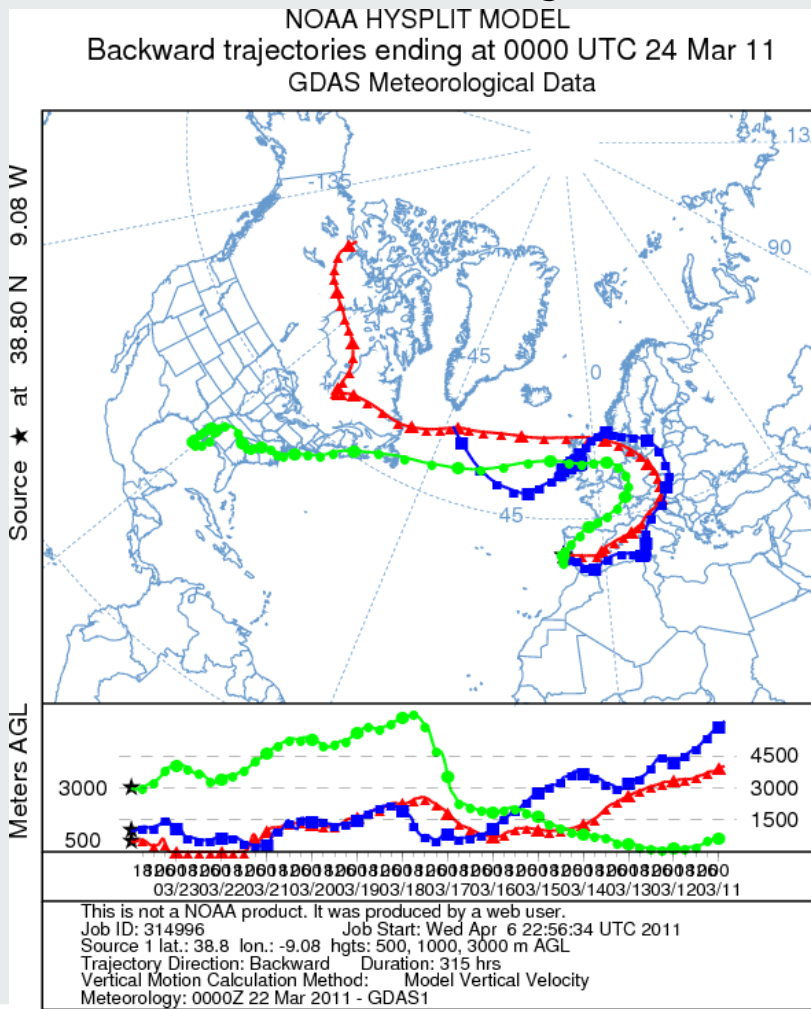 NOAA HYSPLIT MODEL
Backward trajectories ending at 0000 UTC 24 Mar 11
GDAS Meteorological Data
Source ★ at 38.80 N 9.08 W
-135
13
90
45
-45
0
45
Meters AGL
4500
3000
3000
1500
500
03/23 03/22 03/21 03/20 03/19 03/18 03/17 03/16 03/15 03/14 03/13 03/12 03/11
This is not a NOAA product. It was produced by a web user.
Job ID: 314996 Job Start: Wed Apr 6 22:56:34 UTC 2011
Source 1 lat.: 38.8 lon.: -9.08 hgts: 500, 1000, 3000 m AGL
Trajectory Direction: Backward Duration: 315 hrs
Vertical Motion Calculation Method: Model Vertical Velocity
Meteorology: 0000Z 22 Mar 2011 - GDAS1